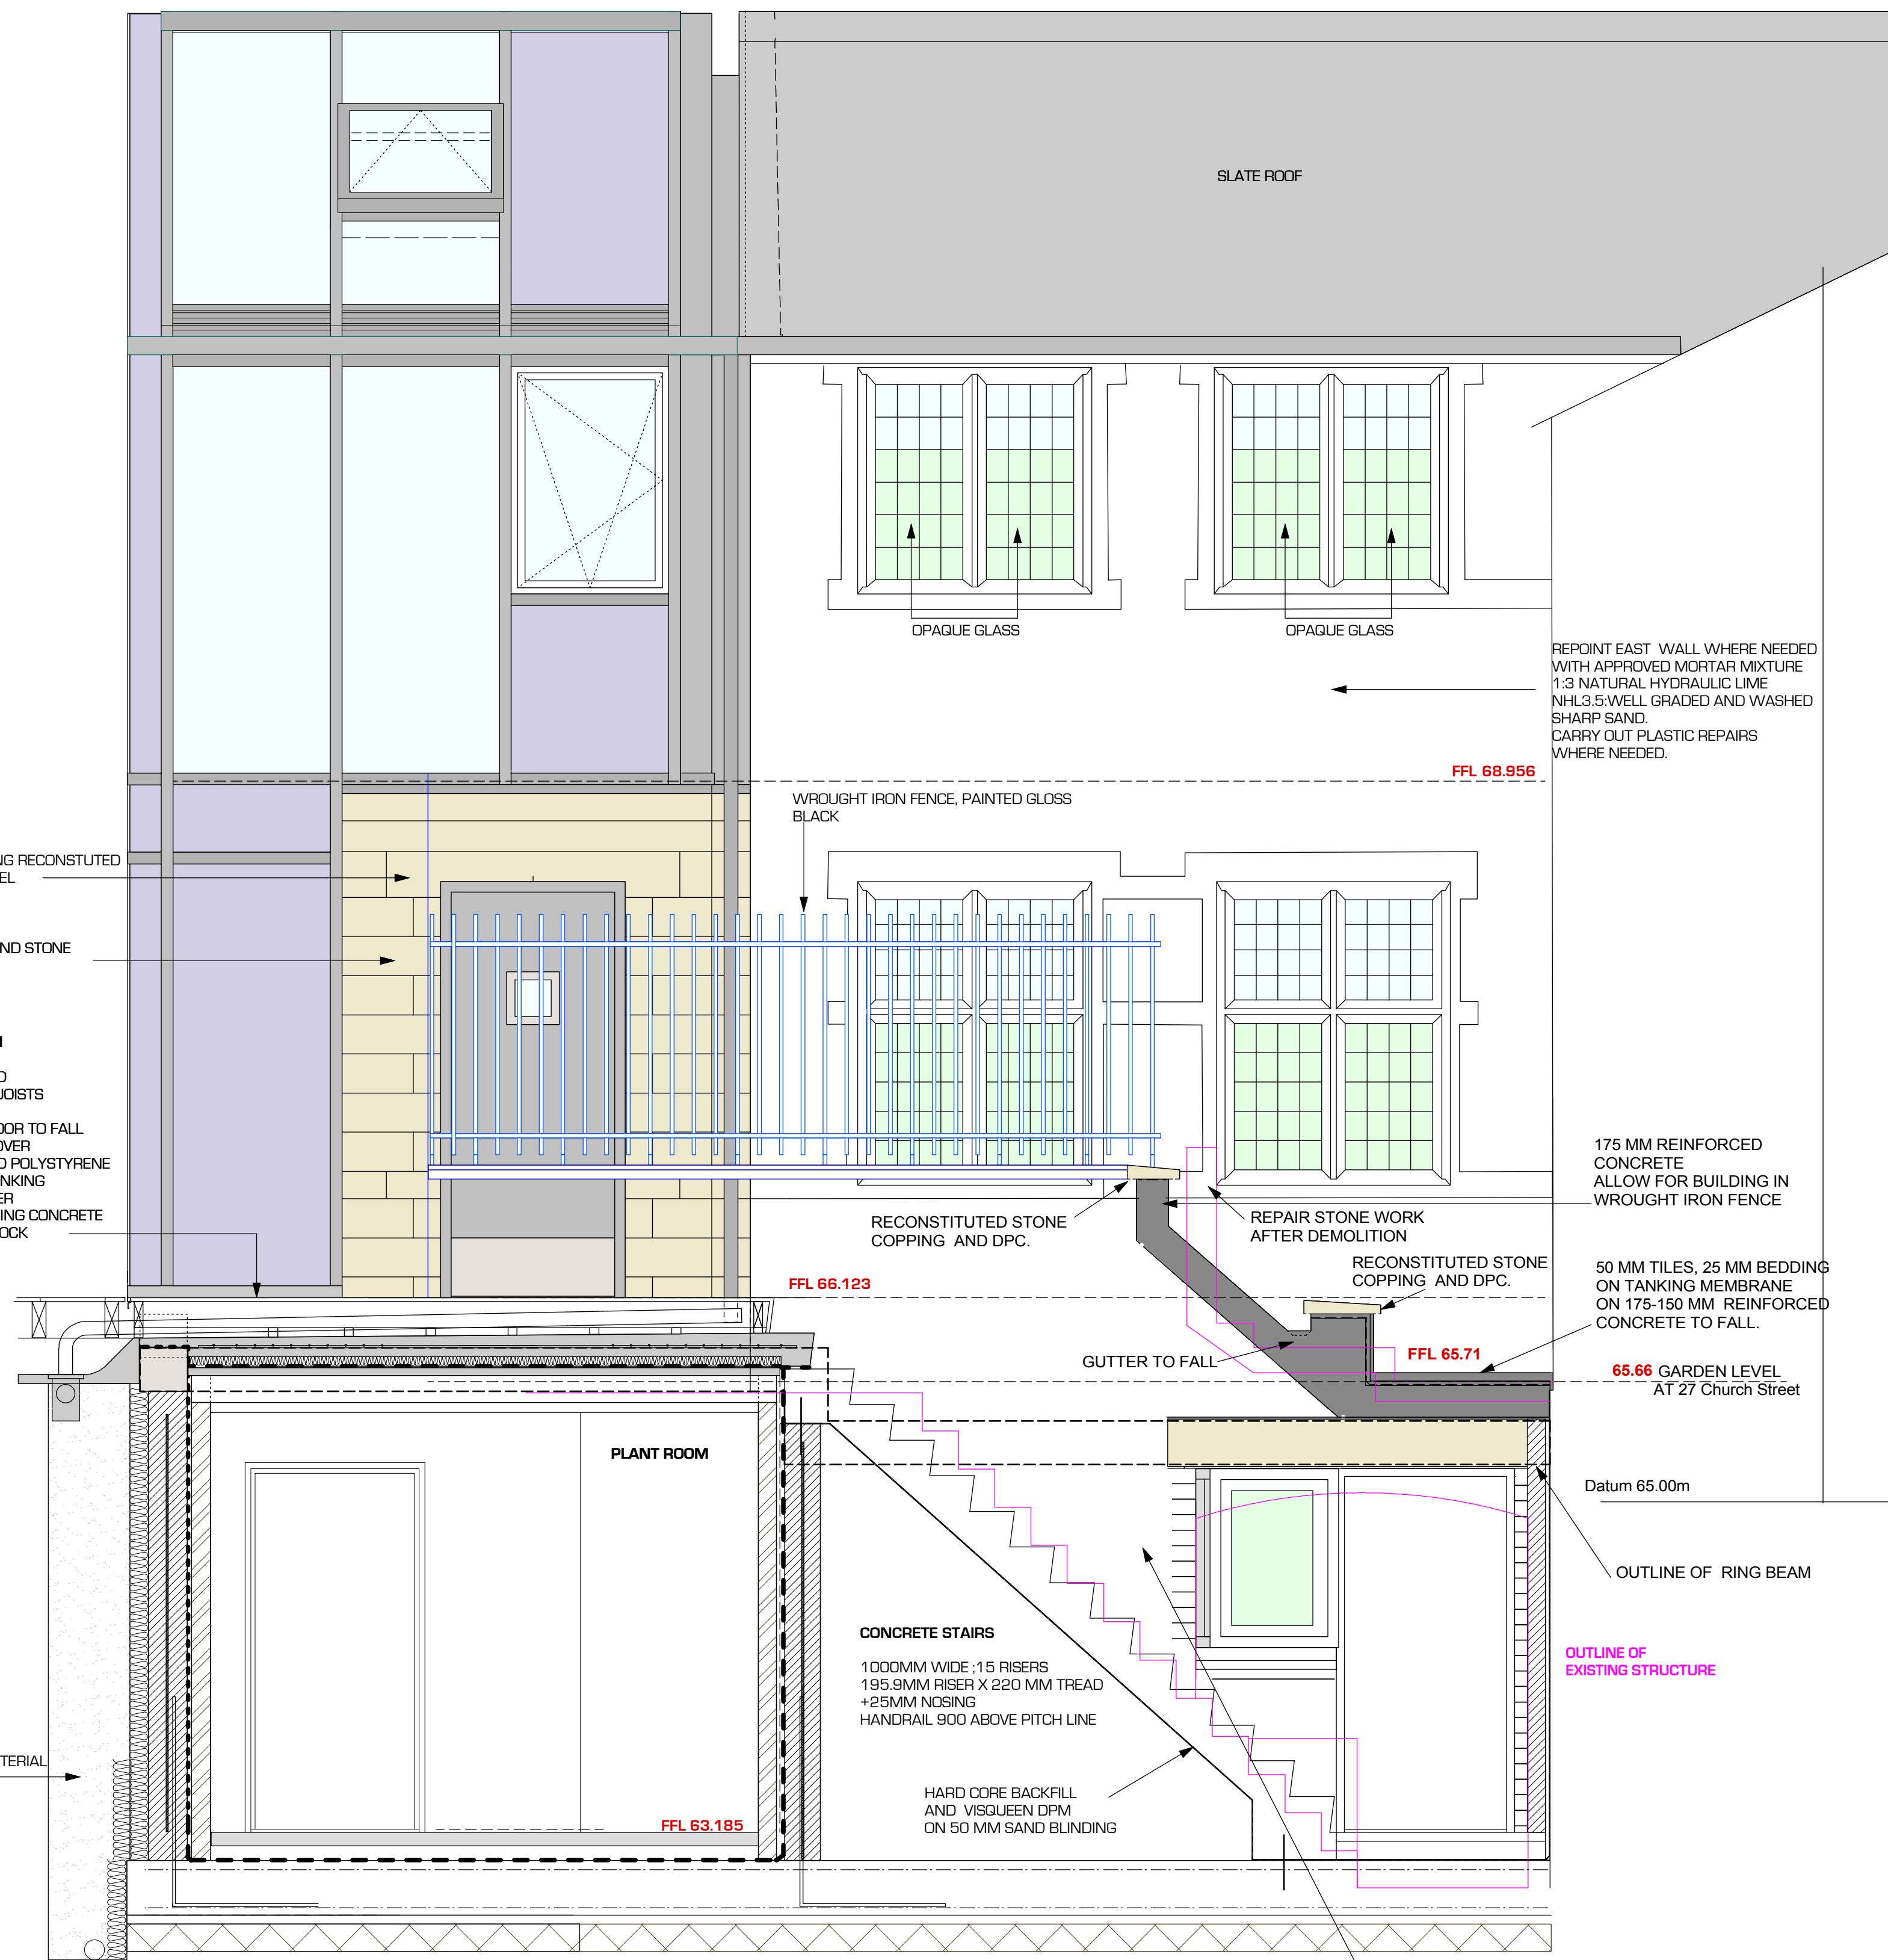 SLATE ROOF
OPAQUE GLASS
OPAQUE GLASS
REPOINT EAST WALL WHERE NEEDED
WITH APPROVED MORTAR MIXTURE
1:3 NATURAL HYDRAULIC LIME
NHL3.5:WELL GRADED AND WASHED
SHARP SAND.
CARRY OUT PLASTIC REPAIRS
WHERE NEEDED.
FFL 68.956
WROUGHT IRON FENCE, PAINTED GLOSS
BLACK
RECONSTUTED
STONE
JOISTS
TO FALL
POLYSTYRENE
CONCRETE
175 MM REINFORCED
CONCRETE
ALLOW FOR BUILDING IN
WROUGHT IRON FENCE
RECONSTITUTED STONE
COPPING AND DPC.
REPAIR STONE WORK
AFTER DEMOLITION
RECONSTITUTED STONE
COPPING AND DPC.
50 MM TILES, 25 MM BEDDING
ON TANKING MEMBRANE
ON 175-150 MM REINFORCED
CONCRETE TO FALL.
FFL 66.123
GUTTER TO FALL
FFL 65.71
65.66 GARDEN LEVEL
AT 27 Church Street
PLANT ROOM
Datum 65.00m
OUTLINE OF RING BEAM
CONCRETE STAIRS
1000MM WIDE ;15 RISERS
195.9MM RISER X 220 MM TREAD
+25MM NOSING
HANDRAIL 900 ABOVE PITCH LINE
OUTLINE OF
EXISTING STRUCTURE
HARD CORE BACKFILL
AND VISQUEEN DPM
ON 50 MM SAND BLINDING
FFL 63.185